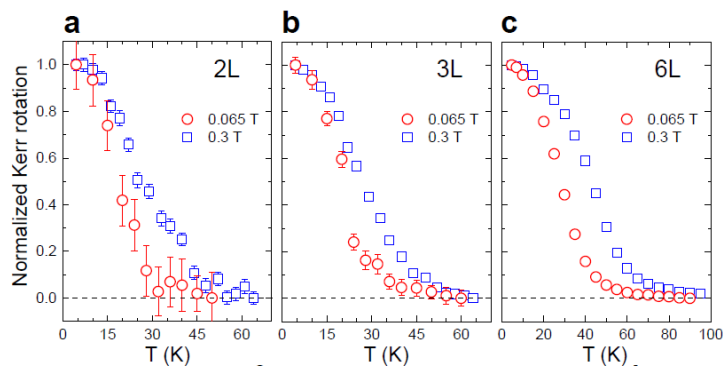 a
b
c
2L
3L
6L
0.065 T
0.3 T
0.065 T
0.3 T
0.065 T
0.3 T
Normalized Kerr rotation
1.0
0.8
0.6
0.4
0.2
0.0
0 15 30 45 60
0 15 30 45 60
0 20 40 60 80 100
T (K)
T (K)
T (K)